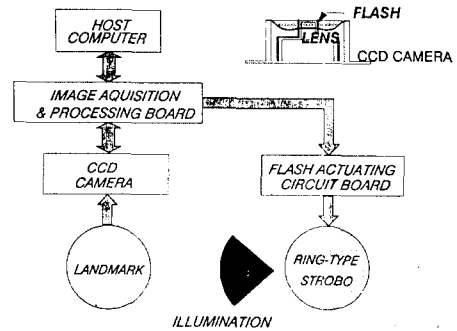 HOST
COMPUTER
FLASH
LENS
CCD CAMERA
IMAGE AQUISITION
& PROCESSING BOARD
CCD
CAMERA
FLASH ACTUATING
CIRCUIT BOARD
LANDMARK
RING-TYPE
STROBO
ILLUMINATION